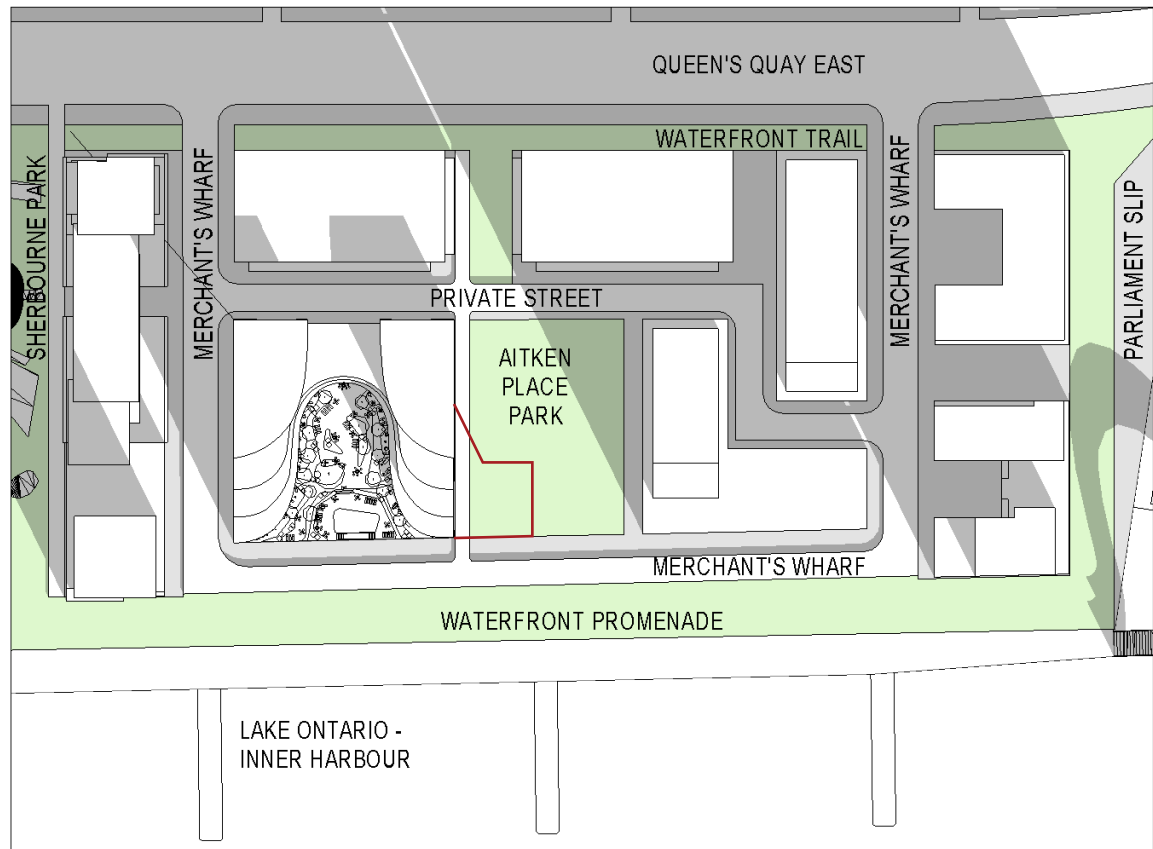 QUEEN'S QUAY EAST
WATERFRONT TRAIL
SHERBOURNE PARK
MERCHANT'S WHARF
MERCHANT'S WHARF
PARLIAMENT SLIP
PRIVATE STREET
AITKEN
PLACE
PARK
MERCHANT'S WHARF
WATERFRONT PROMENADE
LAKE ONTARIO -
INNER HARBOUR